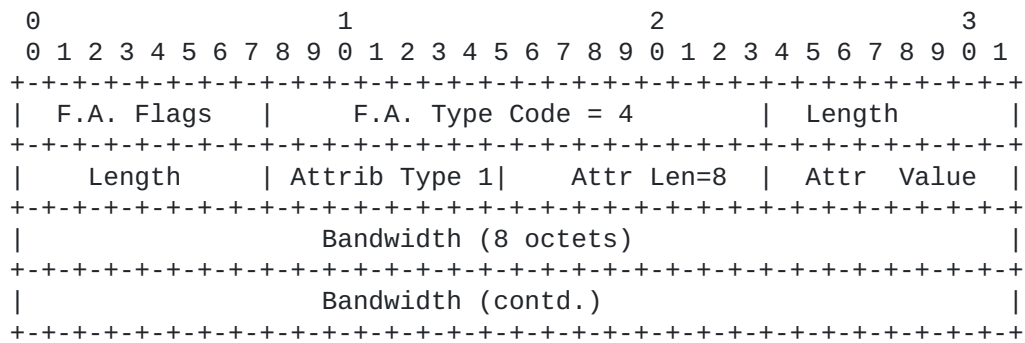 0                   1                   2                   3
 0 1 2 3 4 5 6 7 8 9 0 1 2 3 4 5 6 7 8 9 0 1 2 3 4 5 6 7 8 9 0 1
+-+-+-+-+-+-+-+-+-+-+-+-+-+-+-+-+-+-+-+-+-+-+-+-+-+-+-+-+-+-+-+-+
|  F.A. Flags   |     F.A. Type Code = 4        |  Length       |
+-+-+-+-+-+-+-+-+-+-+-+-+-+-+-+-+-+-+-+-+-+-+-+-+-+-+-+-+-+-+-+-+
|    Length     | Attrib Type 1|    Attr Len=8  |  Attr  Value  |
+-+-+-+-+-+-+-+-+-+-+-+-+-+-+-+-+-+-+-+-+-+-+-+-+-+-+-+-+-+-+-+-+
|                   Bandwidth (8 octets)                        |
+-+-+-+-+-+-+-+-+-+-+-+-+-+-+-+-+-+-+-+-+-+-+-+-+-+-+-+-+-+-+-+-+
|                   Bandwidth (contd.)                          |
+-+-+-+-+-+-+-+-+-+-+-+-+-+-+-+-+-+-+-+-+-+-+-+-+-+-+-+-+-+-+-+-+